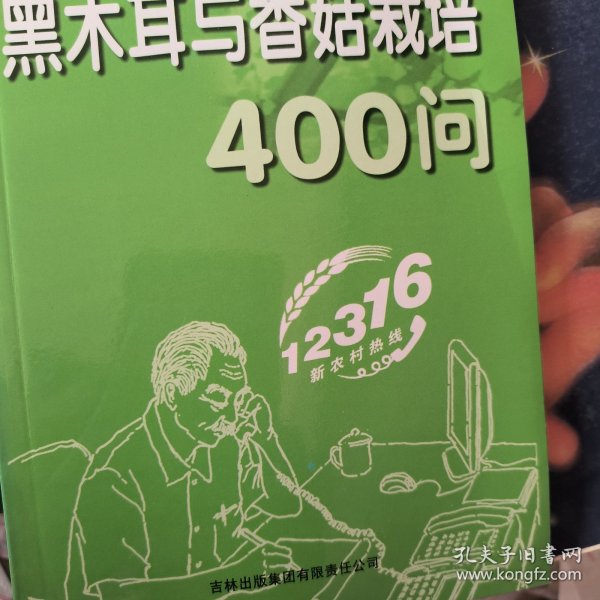 黑木耳与香菇栽培
400问
12316
新农村热线
吉林出版集团有限责任公司
孔夫子旧书网
www.kongfz.com